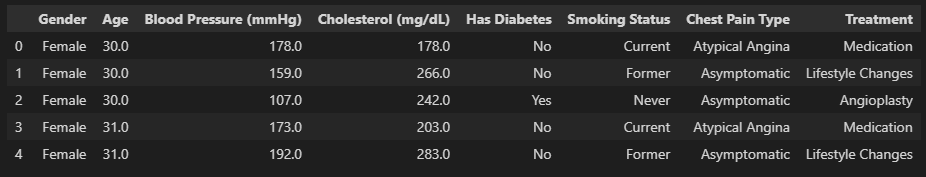 Gender Age Blood Pressure (mmHg) Cholesterol (mg/dL) Has Diabetes Smoking Status Chest Pain Type Treatment
0 Female 30.0 178.0 178.0 No Current Atypical Angina Medication
1 Female 30.0 159.0 266.0 No Former Asymptomatic Lifestyle Changes
2 Female 30.0 107.0 242.0 Yes Never Asymptomatic Angioplasty
3 Female 31.0 173.0 203.0 No Current Atypical Angina Medication
4 Female 31.0 192.0 283.0 No Former Asymptomatic Lifestyle Changes